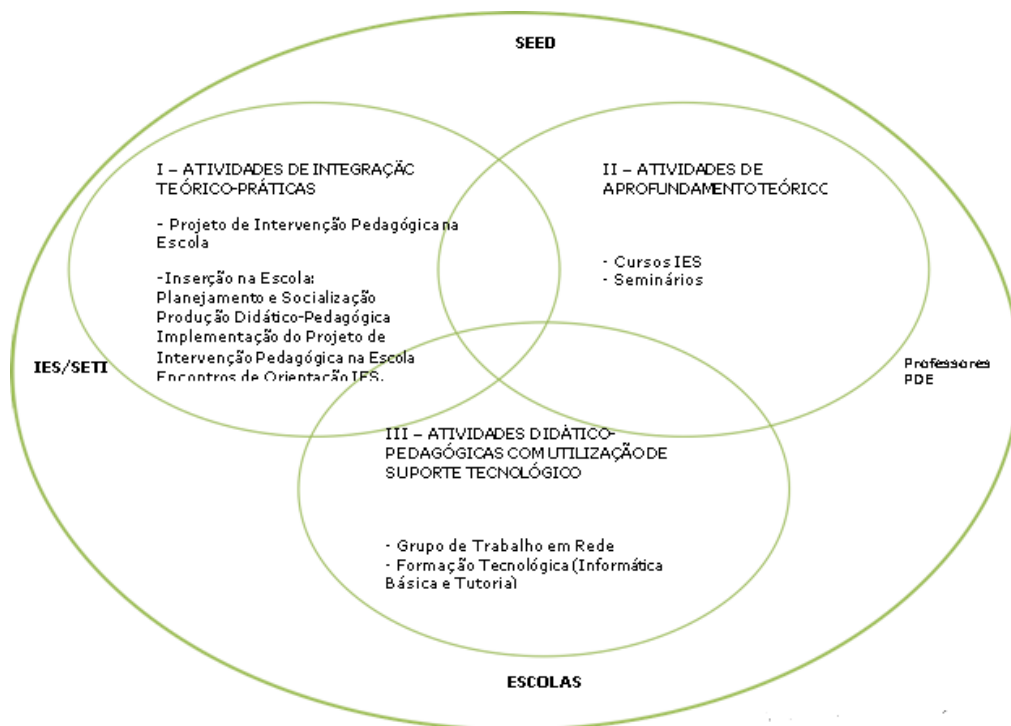 SEED
I – ATIVIDADES DE INTEGRAÇÃO
TEÓRICO-PRÁTICAS
- Projeto de Intervenção Pedagógica na
Escola
-Inserção na Escola:
Planejamento e Socialização
Produção Didático-Pedagógica
Implementação do Projeto de
Intervenção Pedagógica na Escola
Encontros de Orientação IES.
II – ATIVIDADES DE
APROFUNDAMENTO TEÓRICO
- Cursos IES
- Seminários
IES/SETI
Professores
PDE
III – ATIVIDADES DIDÁTICO-
PEDAGÓGICAS COM UTILIZAÇÃO DE
SUPORTE TECNOLÓGICO
- Grupo de Trabalho em Rede
- Formação Tecnológica (Informática
Básica e Tutoria)
ESCOLAS